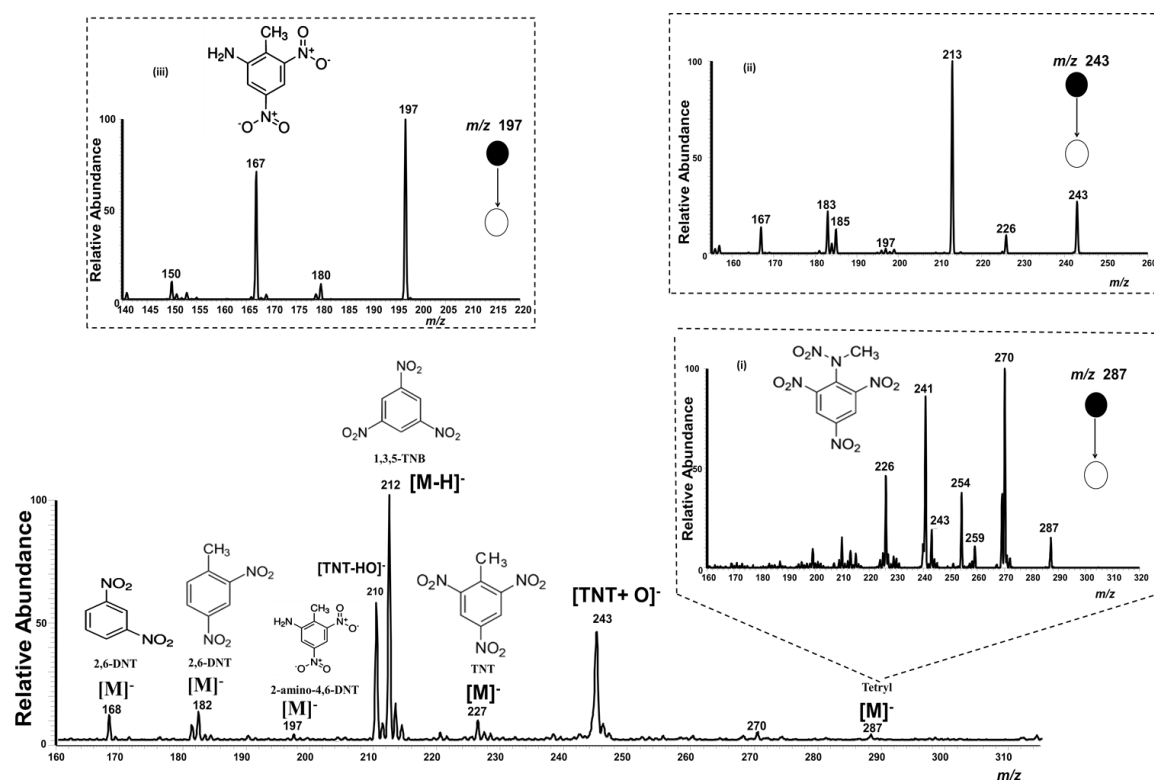 (iii)
CH₃
H₂N
O
N⁺
O⁻
N⁺
⁻O
O
m/z 197
Relative Abundance
100
50
0
197
167
150
180
140 145 150 155 160 165 170 175 180 185 190 195 200 205 210 215 220
m/z
(ii)
m/z 243
Relative Abundance
100
50
0
213
243
183
185
167
197
226
160 170 180 190 200 210 220 230 240 250 260
m/z
(i)
O₂N
N
CH₃
O₂N
NO₂
NO₂
m/z 287
Relative Abundance
100
50
0
270
241
226
254
243
259
287
160 170 180 190 200 210 220 230 240 250 260 270 280 290 300 310 320
m/z
Relative Abundance
100
50
0
NO₂
NO₂
2,6-DNT
[M]⁻
168
CH₃
NO₂
NO₂
2,6-DNT
[M]⁻
182
CH₃
H₂N
O
N⁺
O⁻
N⁺
⁻O
O
2-amino-4,6-DNT
[M]⁻
197
[TNT-HO]⁻
210
NO₂
O₂N
NO₂
1,3,5-TNB
[M-H]⁻
212
CH₃
O₂N
NO₂
NO₂
TNT
[M]⁻
227
[TNT+ O]⁻
243
270
Tetryl
[M]⁻
287
160 170 180 190 200 210 220 230 240 250 260 270 280 290 300 310
m/z